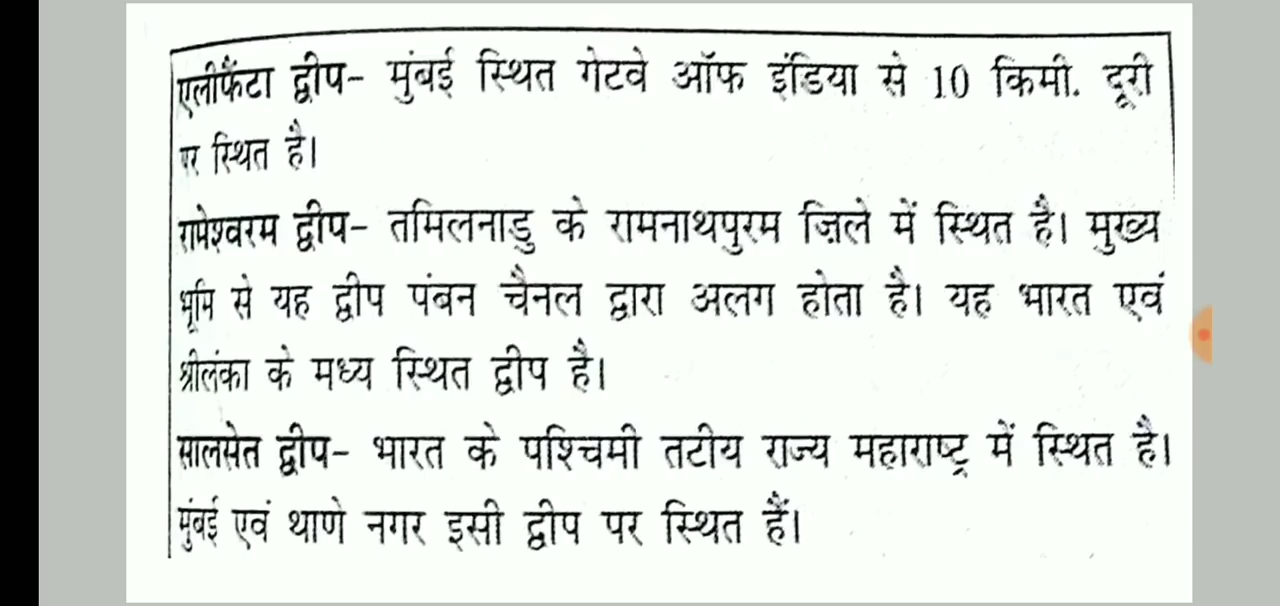 एलीफैंटा द्वीप- मुंबई स्थित गेटवे ऑफ इंडिया से 10 किमी. दूरी
पर स्थित है।
रामेश्वरम द्वीप- तमिलनाडु के रामनाथपुरम ज़िले में स्थित है। मुख्य
भूमि से यह द्वीप पंबन चैनल द्वारा अलग होता है। यह भारत एवं
श्रीलंका के मध्य स्थित द्वीप है।
सालसेत द्वीप- भारत के पश्चिमी तटीय राज्य महाराष्ट्र में स्थित है।
मुंबई एवं थाणे नगर इसी द्वीप पर स्थित हैं।